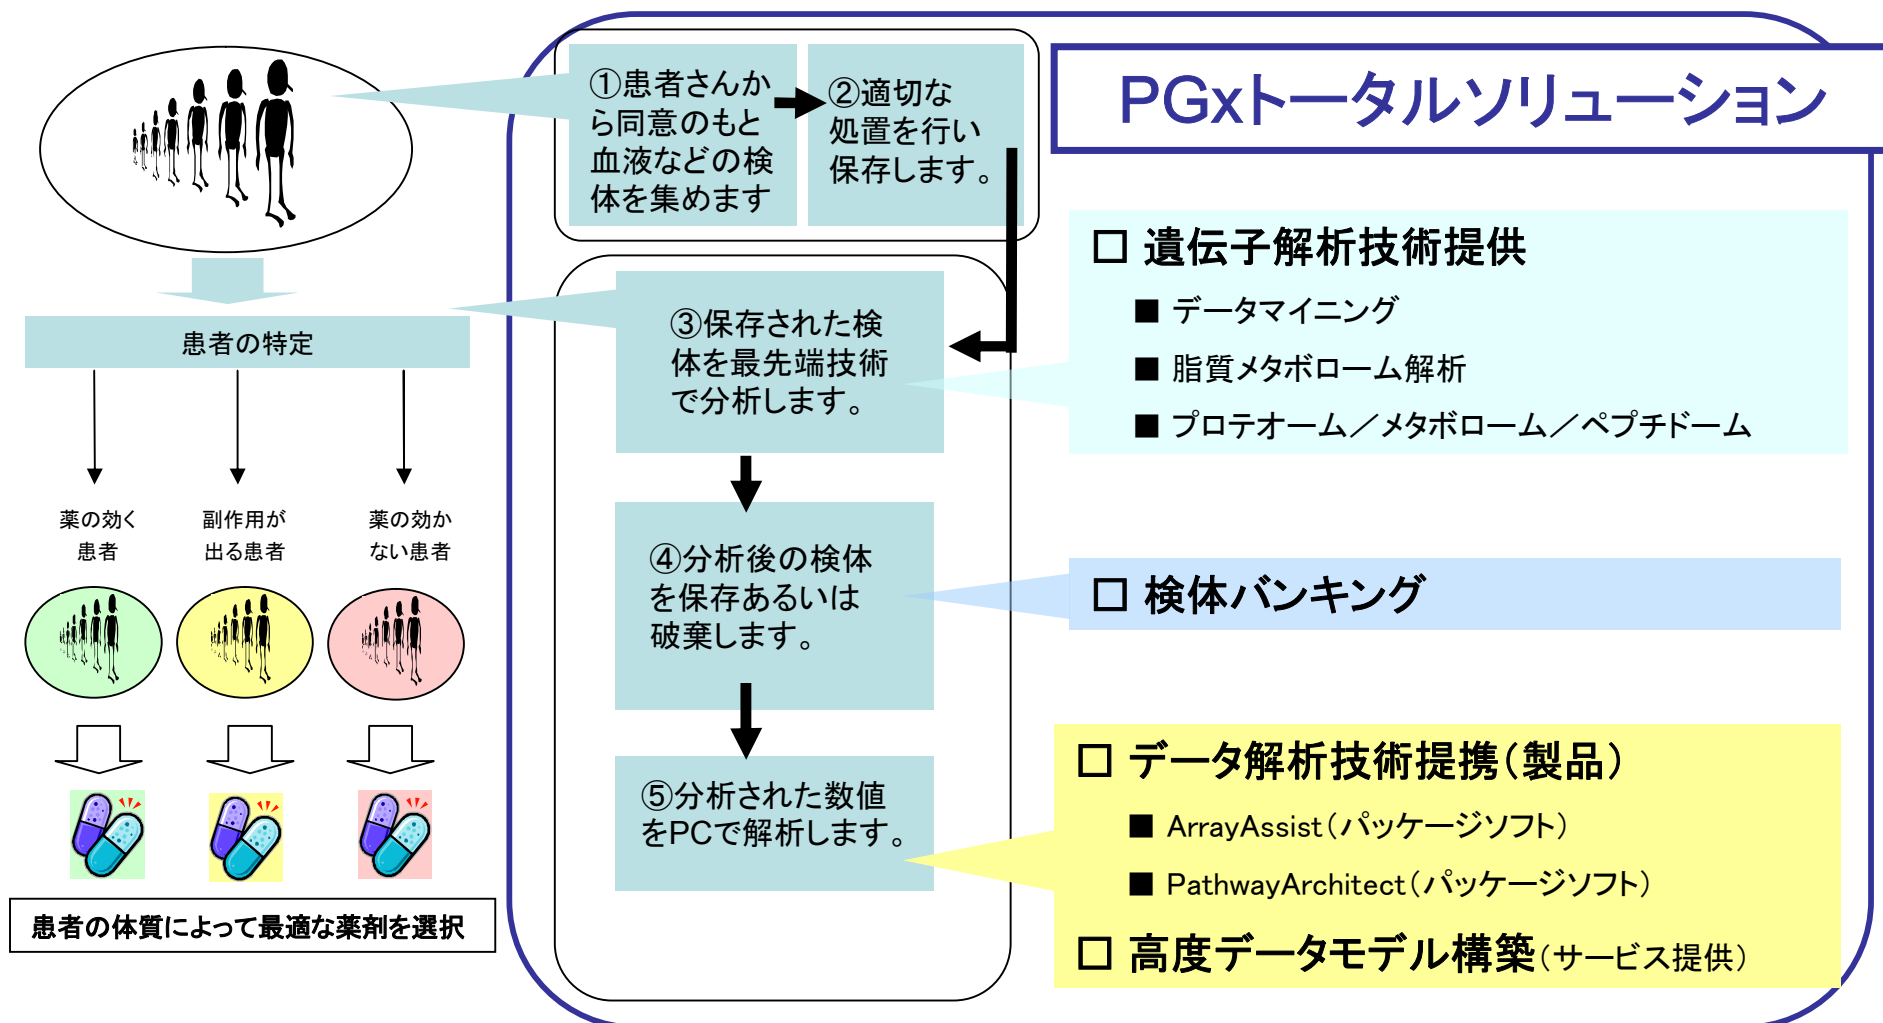 PGxトータルソリューション
①患者さんか
ら同意のもと
血液などの検
体を集めます
②適切な
処置を行い
保存します。
③保存された検
体を最先端技術
で分析します。
④分析後の検体
を保存あるいは
破棄します。
⑤分析された数値
をPCで解析します。
患者の特定
薬の効く
患者
副作用が
出る患者
薬の効か
ない患者
患者の体質によって最適な薬剤を選択
□ 遺伝子解析技術提供
■ データマイニング
■ 脂質メタボローム解析
■ プロテオーム／メタボローム／ペプチドーム
□ 検体バンキング
□ データ解析技術提携（製品）
■ ArrayAssist（パッケージソフト）
■ PathwayArchitect（パッケージソフト）
□ 高度データモデル構築（サービス提供）